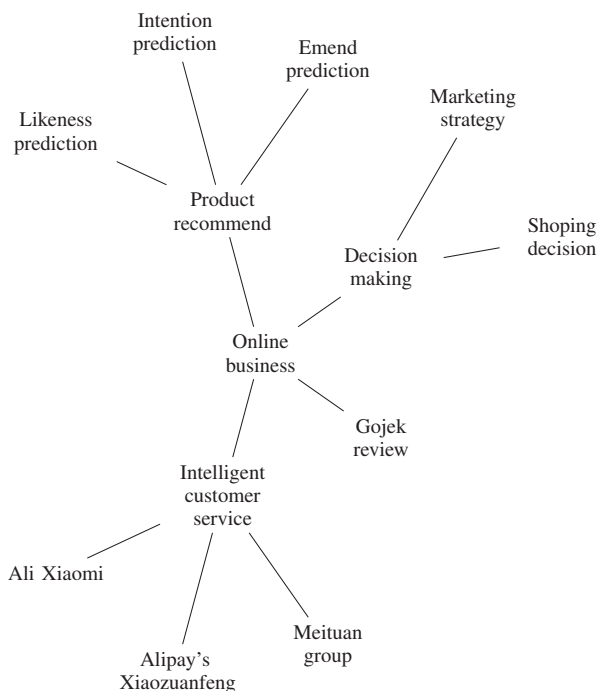 Intention
prediction
Emend
prediction
Marketing
strategy
Likeness
prediction
Product
recommend
Shoping
decision
Decision
making
Online
business
Gojek
review
Intelligent
customer
service
Ali Xiaomi
Meituan
group
Alipay's
Xiaozuanfeng